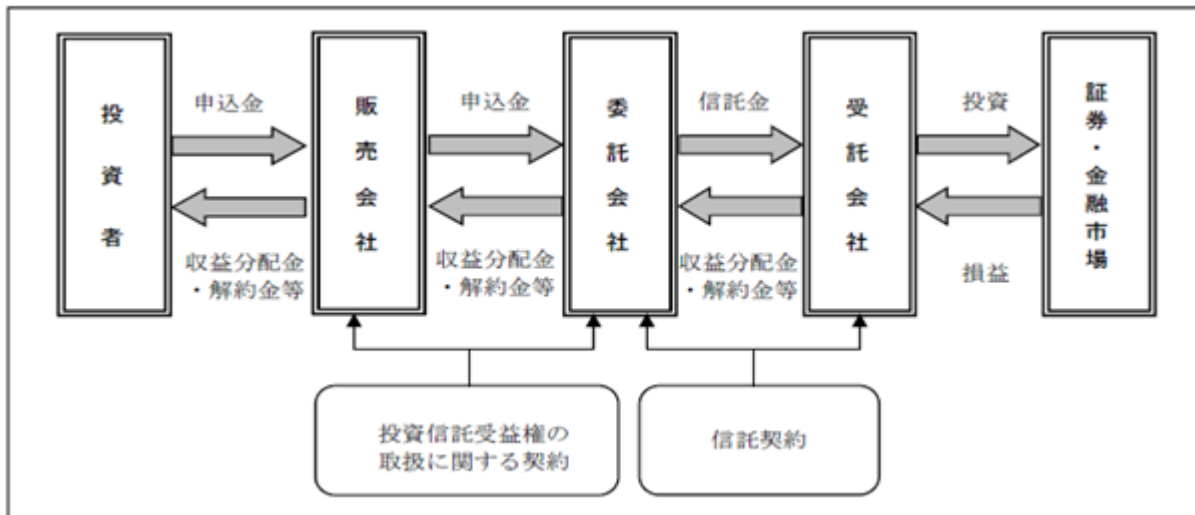 投資者
申込金
収益分配金
・解約金等
販売会社
申込金
収益分配金
・解約金等
委託会社
信託金
収益分配金
・解約金等
受託会社
投資
損益
証券・金融市場
投資信託受益権の
取扱に関する契約
信託契約